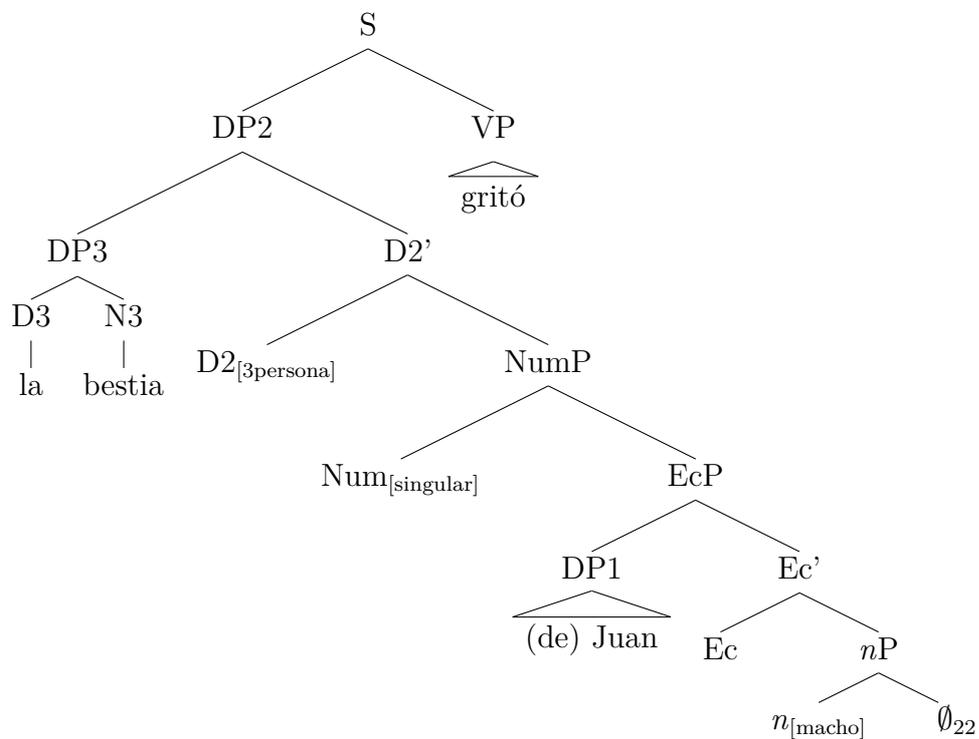 S
DP2 VP
gritó
DP3 D2'
D3 N3
D2[3persona] NumP
la bestia
Num[singular] EcP
DP1 Ec'
(de) Juan Ec nP
n[macho] ∅22